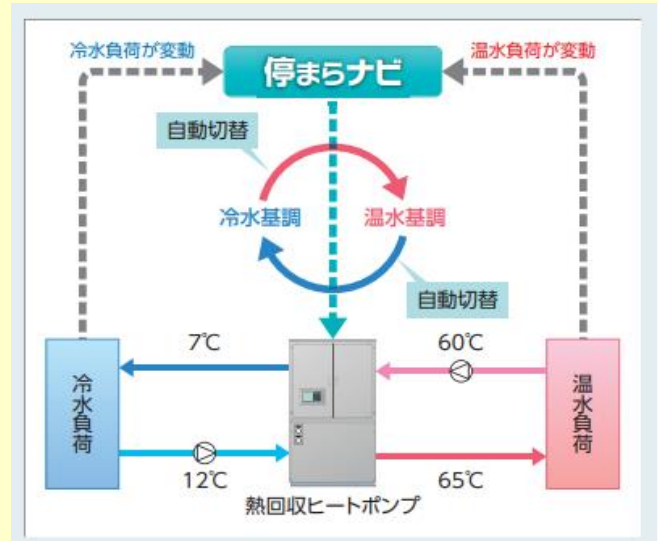 冷水負荷が変動
停まらナビ
温水負荷が変動
自動切替
冷水基調
温水基調
自動切替
7℃
60℃
冷水負荷
温水負荷
12℃
65℃
熱回収ヒートポンプ